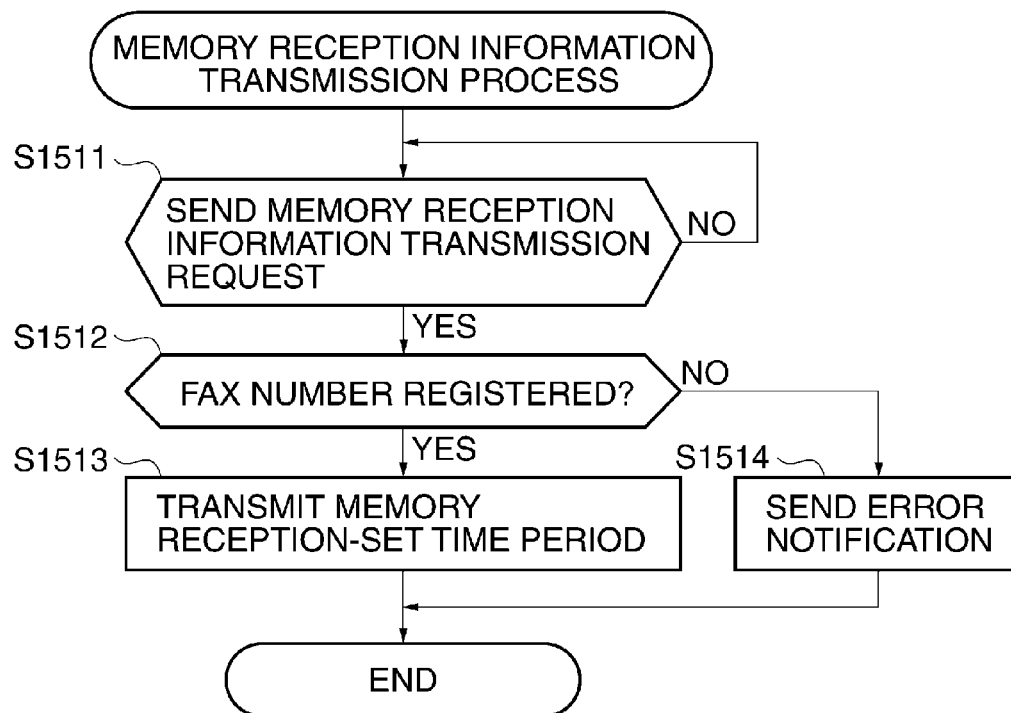 MEMORY RECEPTION INFORMATION
TRANSMISSION PROCESS
S1511
SEND MEMORY RECEPTION
INFORMATION TRANSMISSION
REQUEST
NO
YES
S1512
FAX NUMBER REGISTERED?
NO
YES
S1513
TRANSMIT MEMORY
RECEPTION-SET TIME PERIOD
S1514
SEND ERROR
NOTIFICATION
END